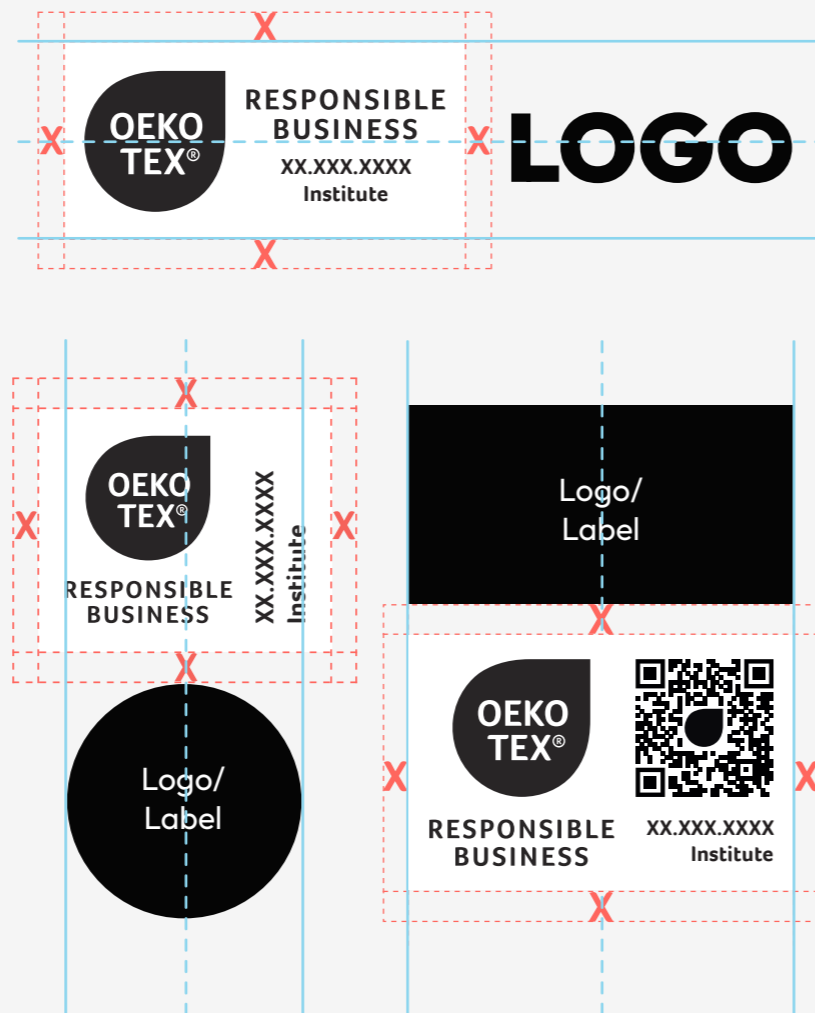 X
OEKO
TEX®
RESPONSIBLE
BUSINESS
XX.XXX.XXXX
Institute
X
X
LOGO
X
X
OEKO
TEX®
RESPONSIBLE
BUSINESS
XX.XXX.XXXX
Institute
X
X
X
Logo/
Label
Logo/
Label
X
OEKO
TEX®
X
X
RESPONSIBLE
BUSINESS
XX.XXX.XXXX
Institute
X